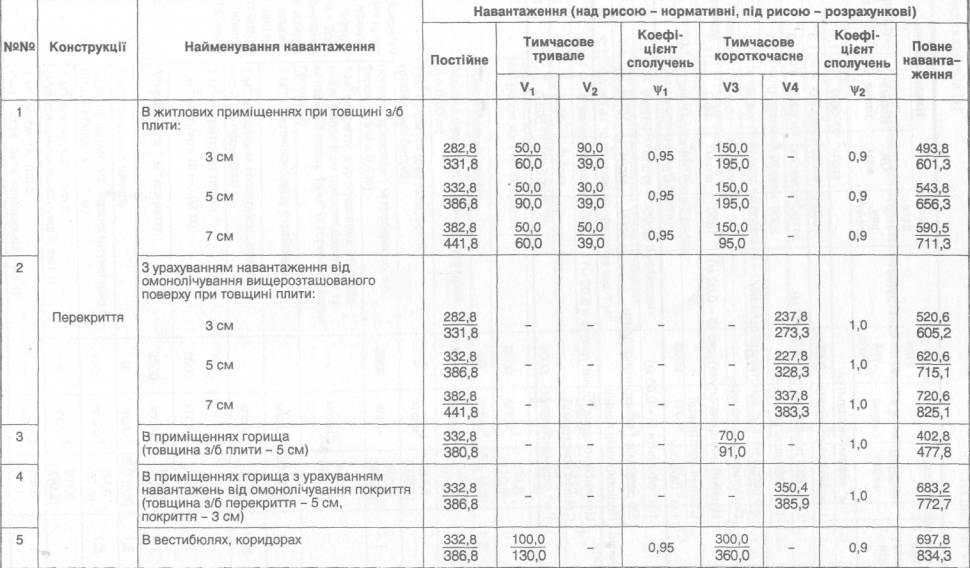 Навантаження (над рисою – нормативні, під рисою – розрахункові)
№№ Конструкції Найменування навантаження Постійне Тимчасове тривале Коефіцієнт сполучень Тимчасове короткочасне Коефіцієнт сполучень Повне навантаження
V1 V2 ψ1 V3 V4 ψ2
1 В житлових приміщеннях при товщині з/б
плити:
3 см 282,8/331,8 50,0/60,0 90,0/39,0 0,95 150,0/195,0 – 0,9 493,8/601,3
5 см 332,8/386,8 50,0/90,0 30,0/39,0 0,95 150,0/195,0 – 0,9 543,8/656,3
7 см 382,8/441,8 50,0/60,0 50,0/39,0 0,95 150,0/95,0 – 0,9 590,5/711,3
2 З урахуванням навантаження від
омонолічування вищерозташованого
поверху при товщині плити:
Перекриття
3 см 282,8/331,8 – – – – 237,8/273,3 1,0 520,6/605,2
5 см 332,8/386,8 – – – – 227,8/328,3 1,0 620,6/715,1
7 см 382,8/441,8 – – – – 337,8/383,3 1,0 720,6/825,1
3 В приміщеннях горища
(товщина з/б плити – 5 см) 332,8/380,8 – – – 70,0/91,0 – 1,0 402,8/477,8
4 В приміщеннях горища з урахуванням
навантажень від омонолічування покриття
(товщина з/б перекриття – 5 см,
покриття – 3 см) 332,8/386,8 – – – – 350,4/385,9 1,0 683,2/772,7
5 В вестибюлях, коридорах 332,8/386,8 100,0/130,0 – 0,95 300,0/360,0 – 0,9 697,8/834,3